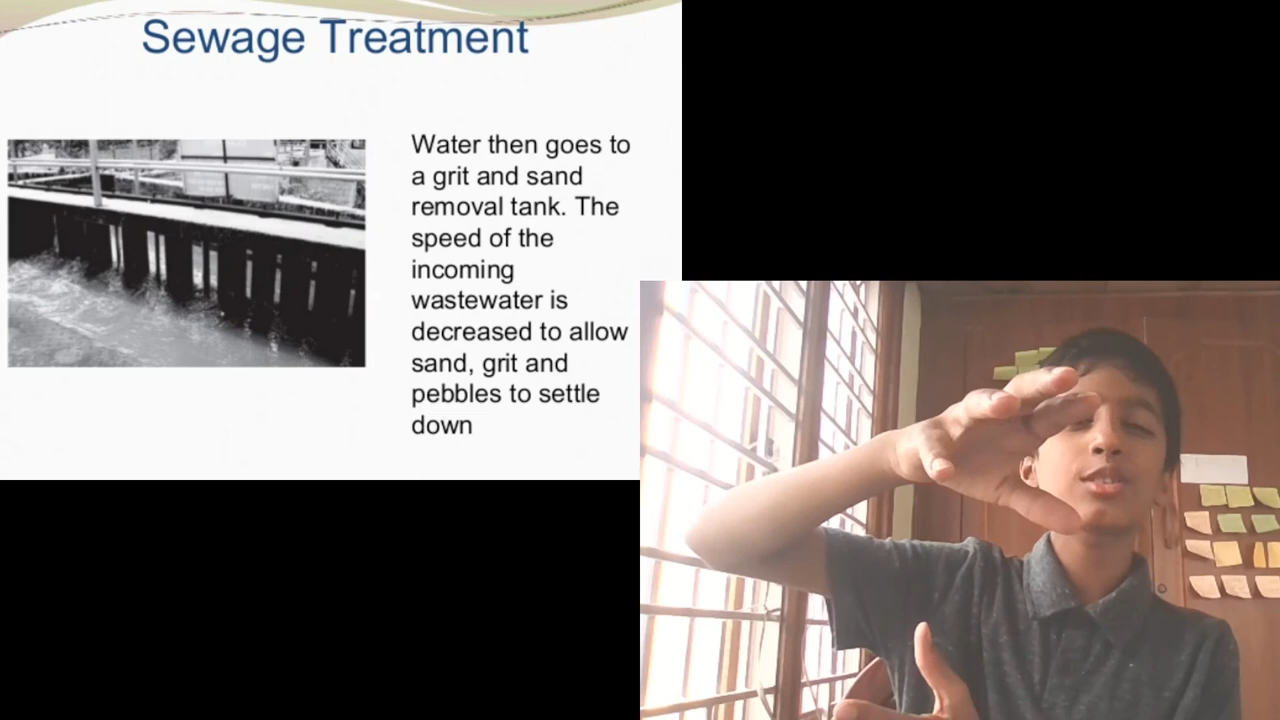 Sewage Treatment
Water then goes to
a grit and sand
removal tank. The
speed of the
incoming
wastewater is
decreased to allow
sand, grit and
pebbles to settle
down